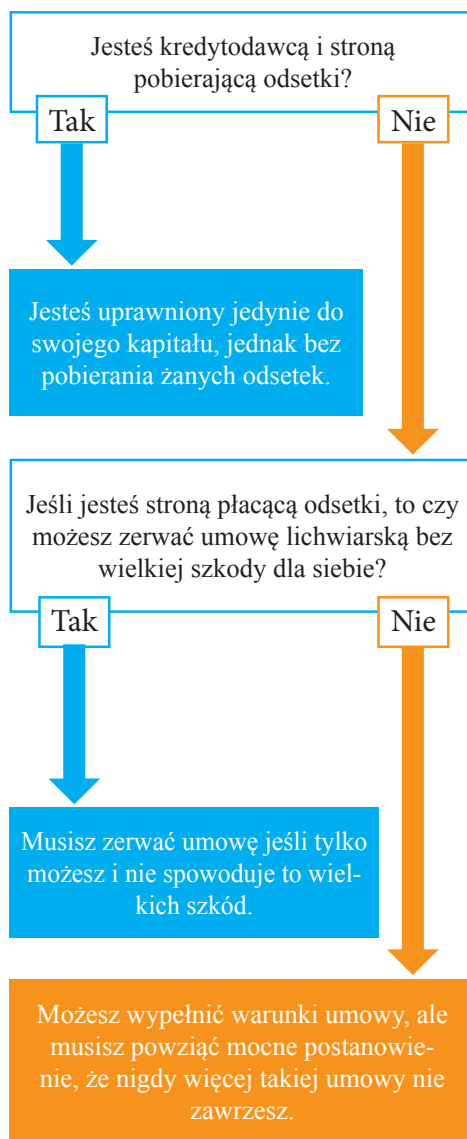 Jesteś kredytodawcą i stroną
pobierającą odsetki?
Tak
Nie
Jesteś uprawniony jedynie do
swojego kapitału, jednak bez
pobierania żanych odsetek.
Jeśli jesteś stroną płacącą odsetki, to czy
możesz zerwać umowę lichwiarską bez
wielkiej szkody dla siebie?
Tak
Nie
Musisz zerwać umowę jeśli tylko
możesz i nie spowoduje to wiel-
kich szkód.
Możesz wypełnić warunki umowy, ale
musisz powziąć mocne postanowie-
nie, że nigdy więcej takiej umowy nie
zawrzesz.